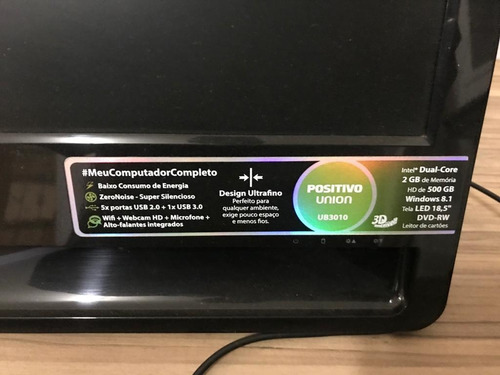 #MeuComputadorCompleto
Baixo Consumo de Energia
ZeroNoise - Super Silencioso
5x portas USB 2.0 + 1x USB 3.0
Wifi + Webcam HD + Microfone +
Alto-falantes integrados
Design Ultrafino
Perfeito para
qualquer ambiente,
exige pouco espaço
e menos fios.
POSITIVO
UNION
UB3010
3D
Intel® Dual-Core
2 GB de Memória
HD de 500 GB
Windows 8.1
Tela LED 18,5"
DVD-RW
Leitor de cartões